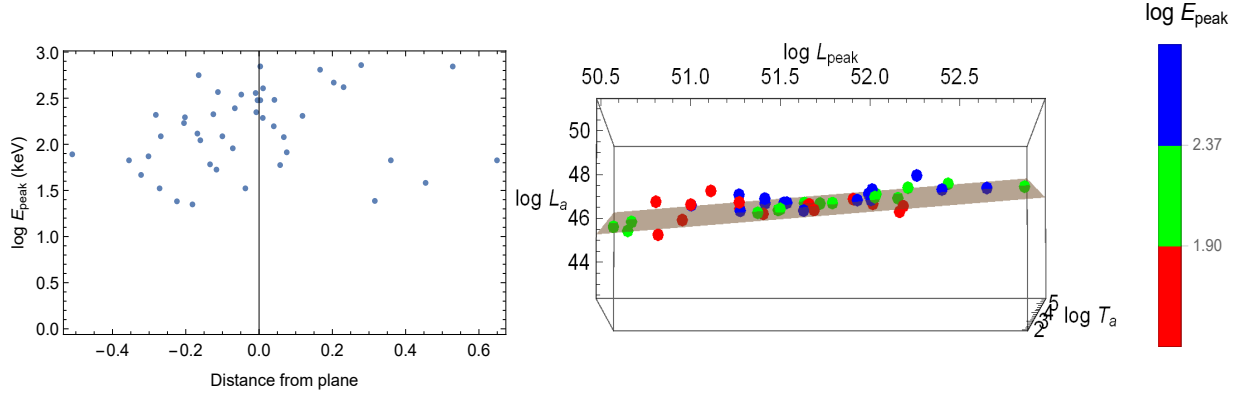 3.0
2.5
2.0
1.5
1.0
0.5
0.0
log E_peak (keV)
−0.4 −0.2 0.0 0.2 0.4 0.6
Distance from plane
log L_peak
50.5 51.0 51.5 52.0 52.5
50
48
46
44
log L_a
5
4
3
2
log T_a
log E_peak
2.37
1.90